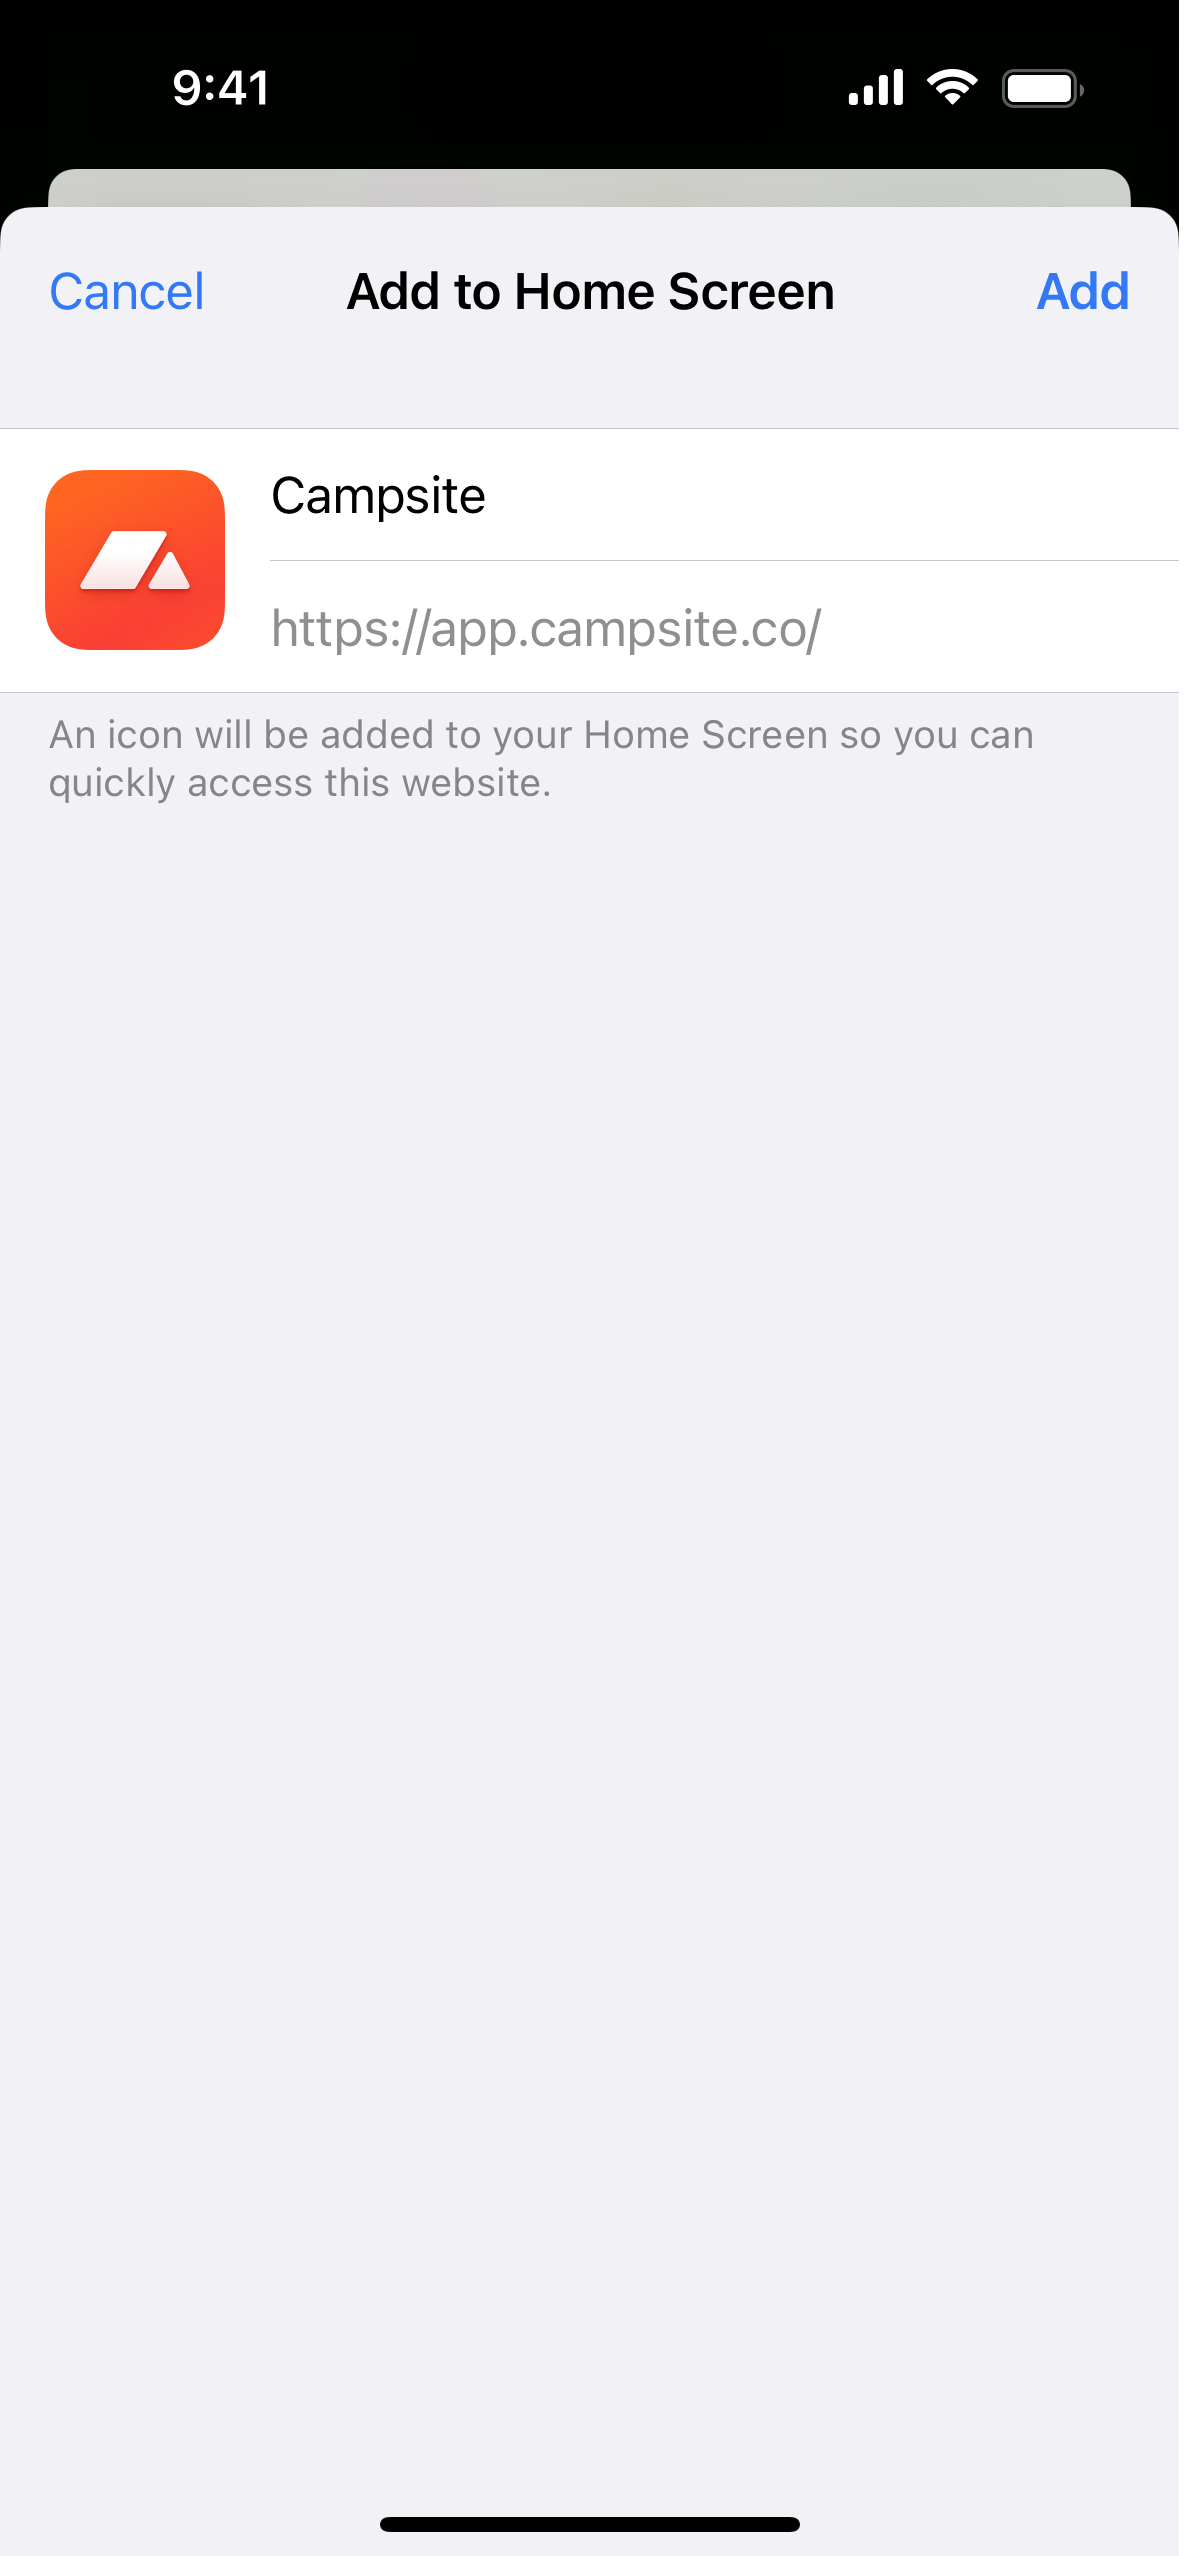 9:41
Cancel
Add to Home Screen
Add
Campsite
https://app.campsite.co/
An icon will be added to your Home Screen so you can
quickly access this website.